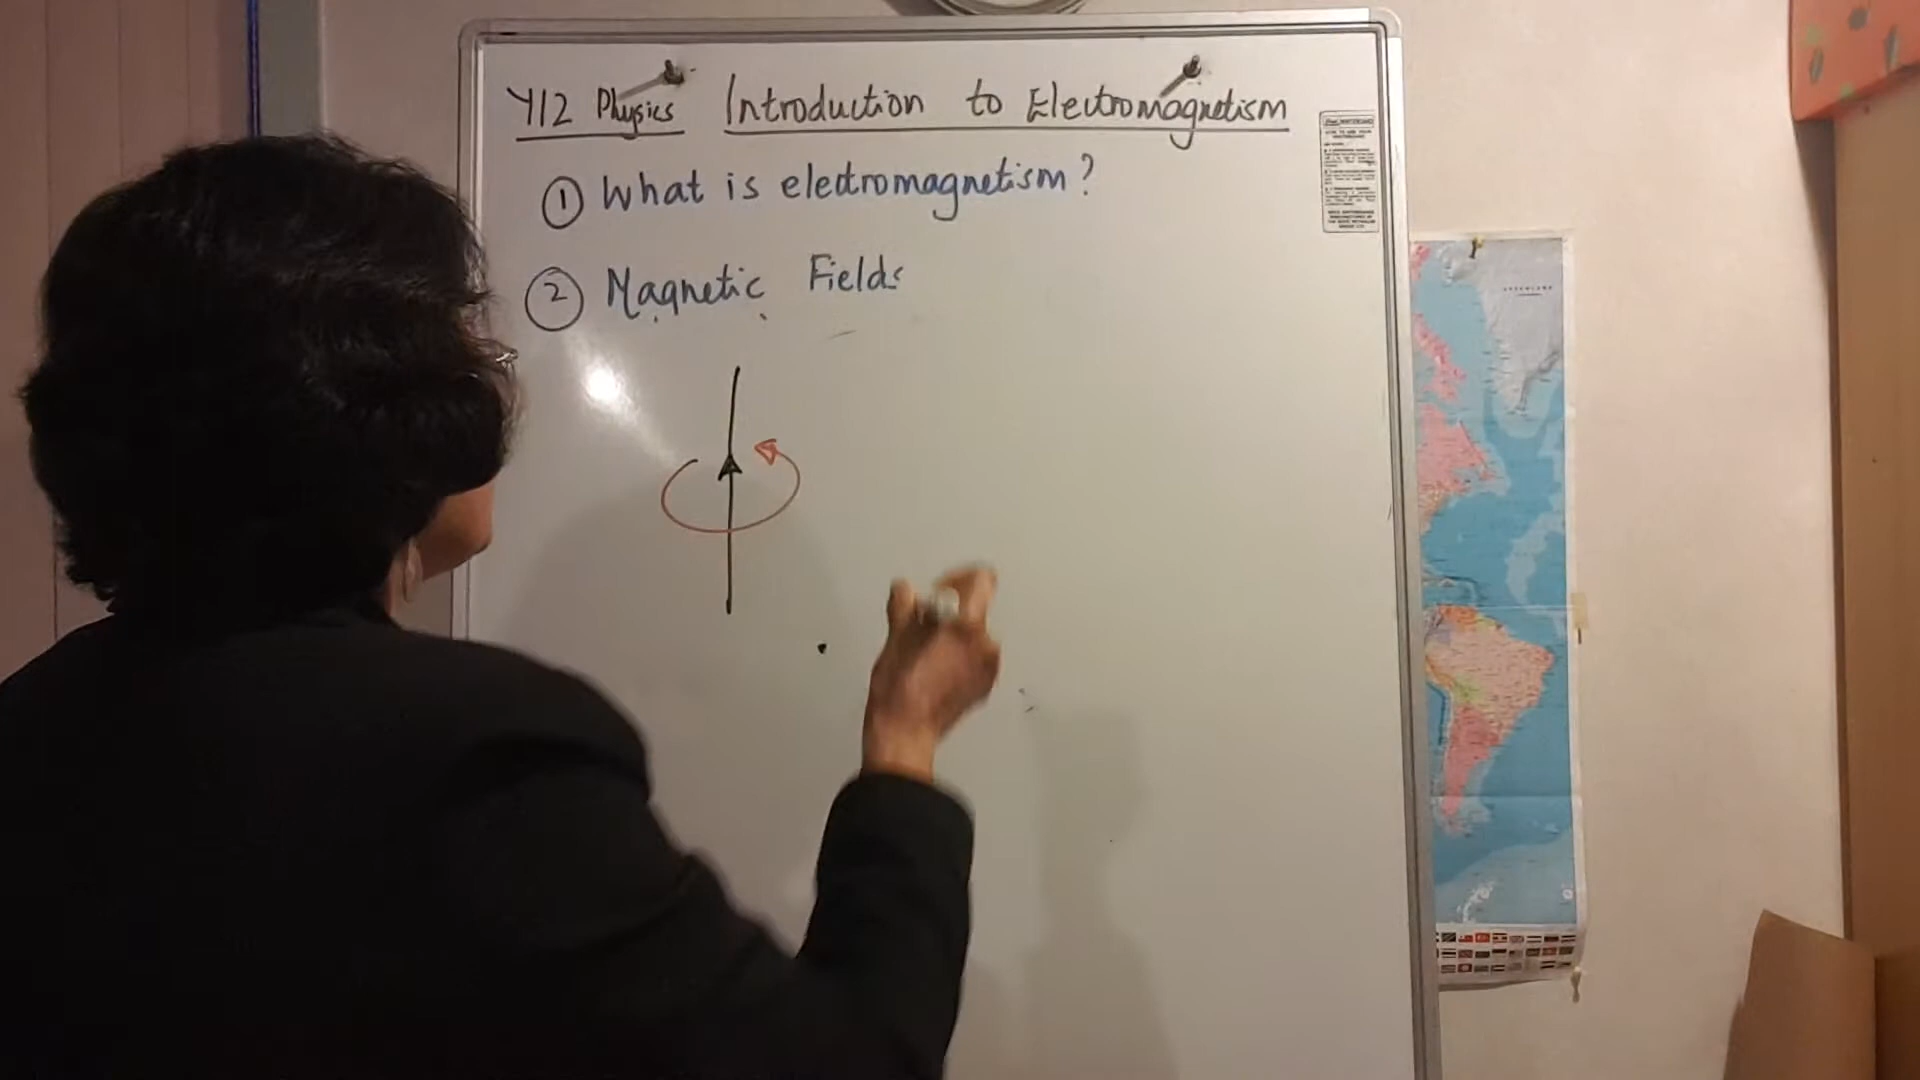 Y12 Physics Introduction to Electromagnetism
① What is electromagnetism?
② Magnetic Fields